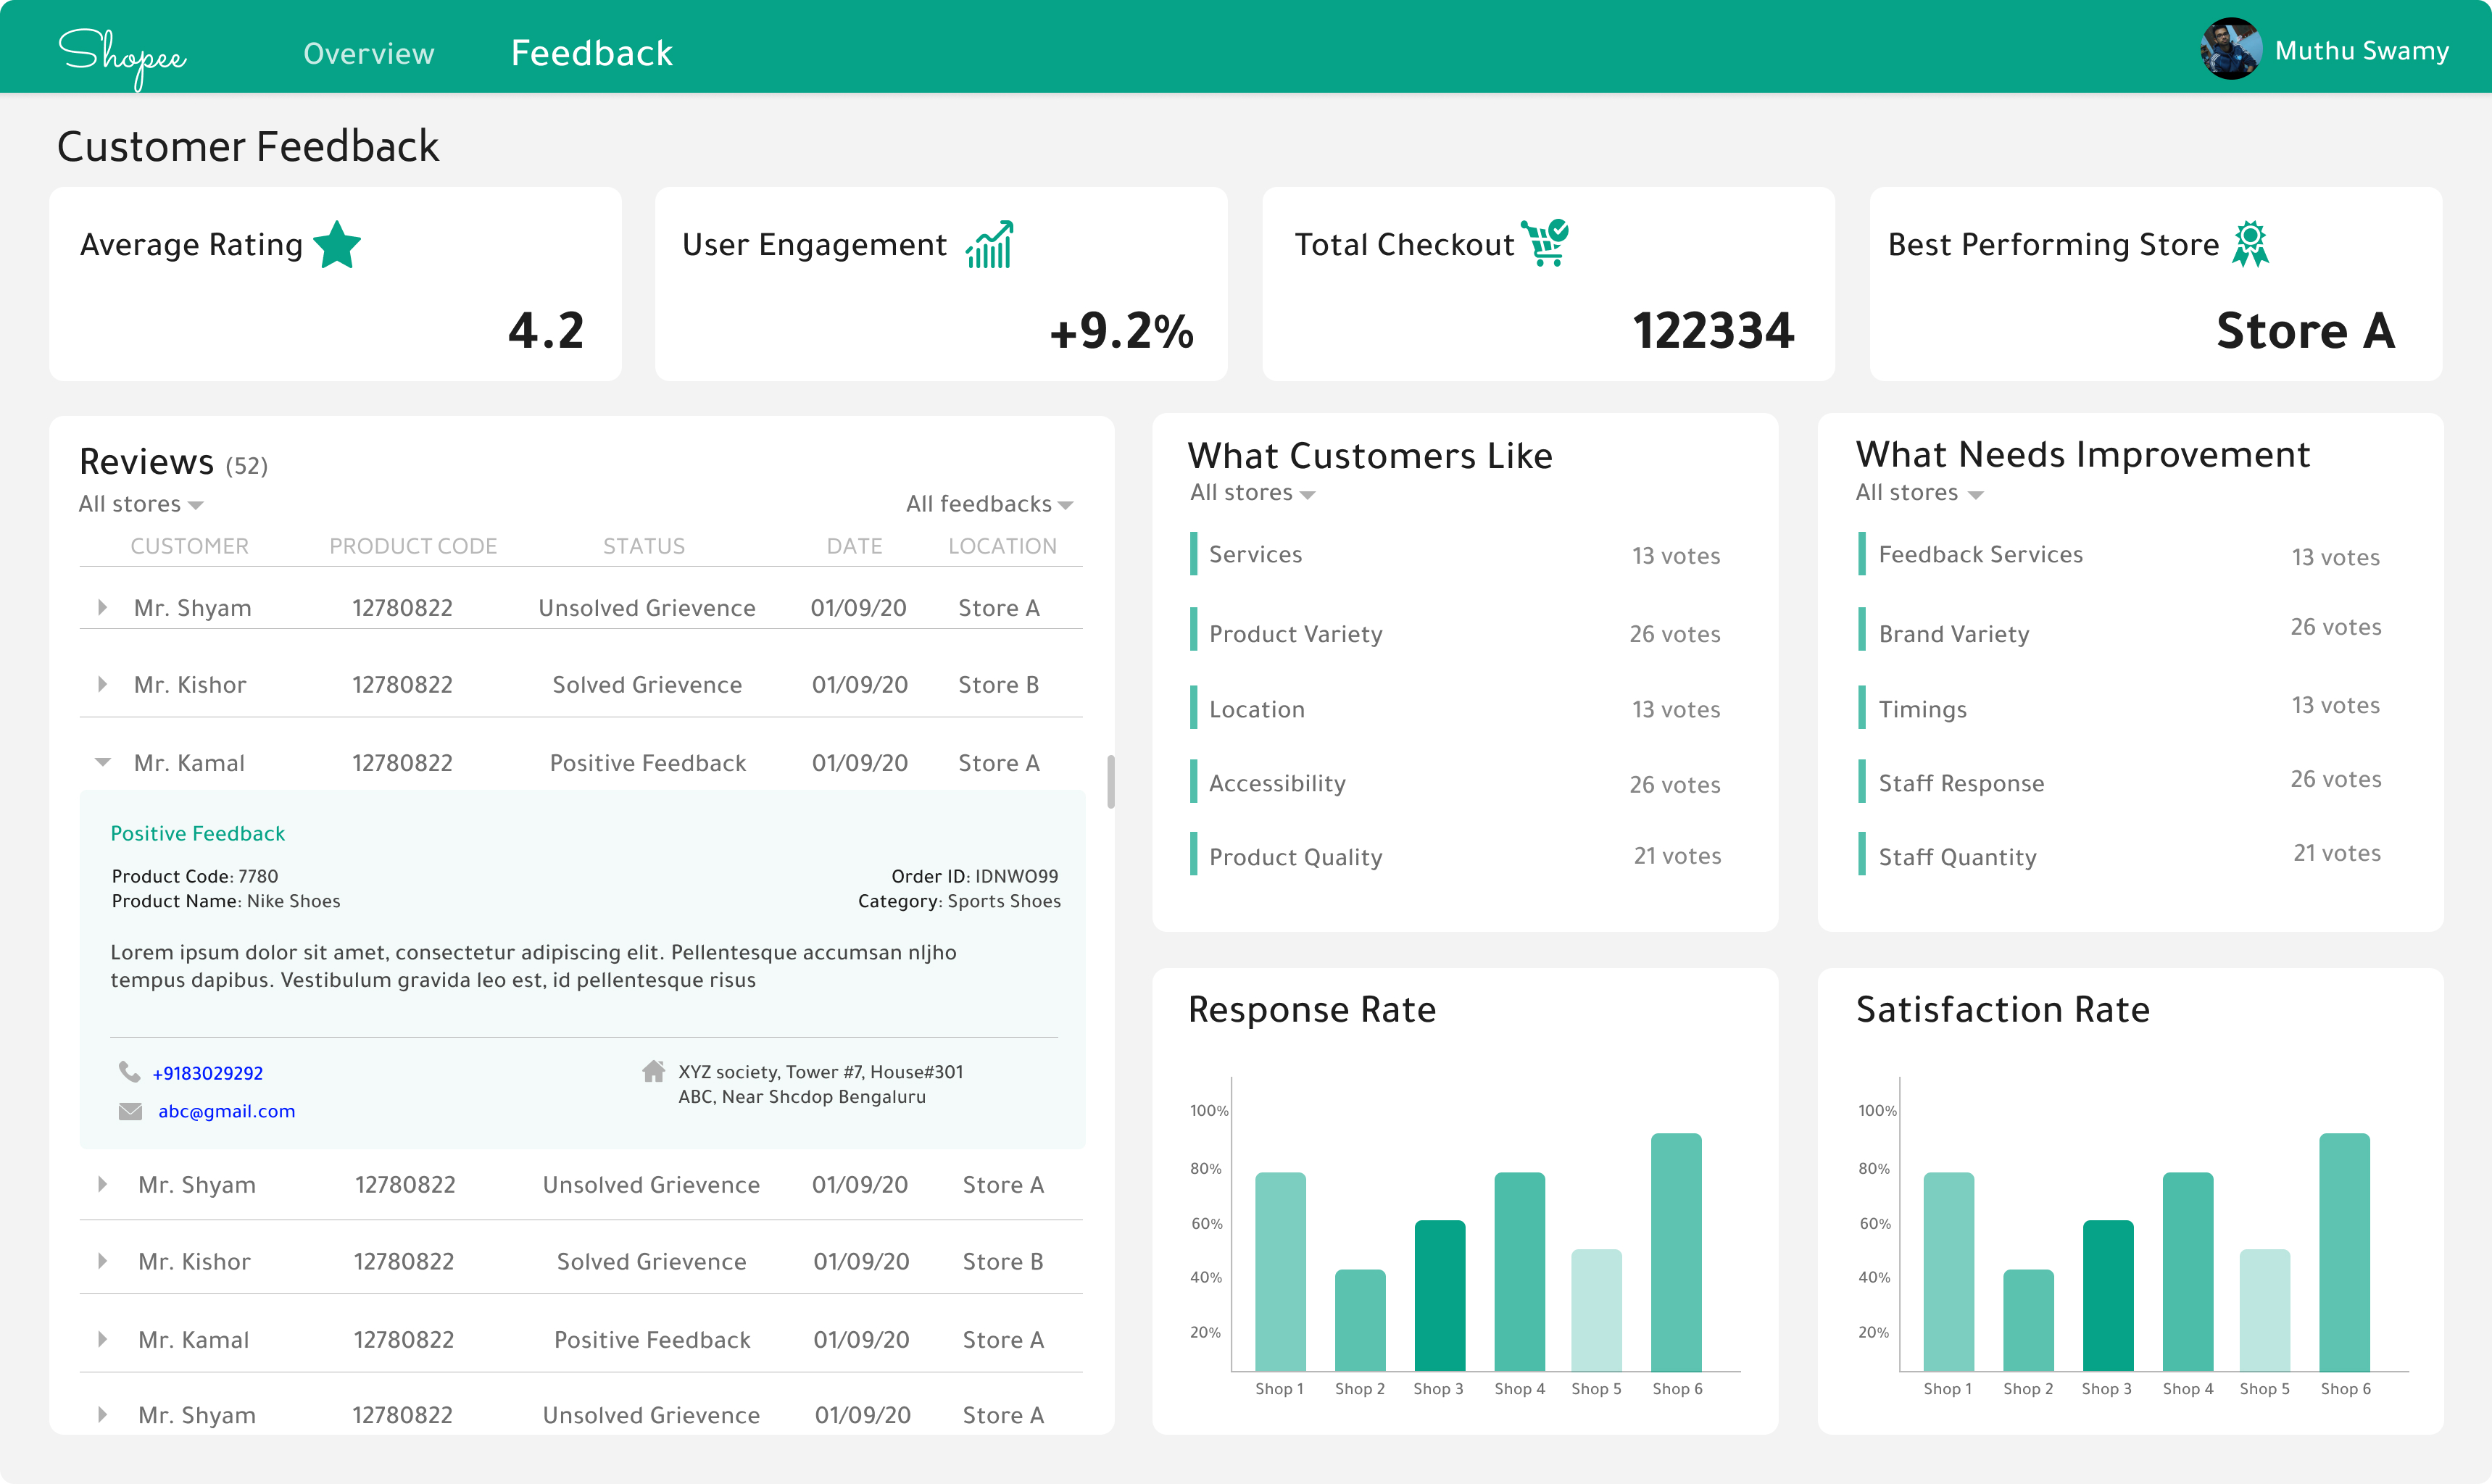 Shopee
Overview
Feedback
Muthu Swamy
Customer Feedback
Average Rating
4.2
User Engagement
+9.2%
Total Checkout
122334
Best Performing Store
Store A
Reviews (52)
All stores
All feedbacks
CUSTOMER PRODUCT CODE STATUS DATE LOCATION
Mr. Shyam 12780822 Unsolved Grievence 01/09/20 Store A
Mr. Kishor 12780822 Solved Grievence 01/09/20 Store B
Mr. Kamal 12780822 Positive Feedback 01/09/20 Store A
Positive Feedback
Product Code: 7780
Order ID: IDNWO99
Product Name: Nike Shoes
Category: Sports Shoes
Lorem ipsum dolor sit amet, consectetur adipiscing elit. Pellentesque accumsan nljho
tempus dapibus. Vestibulum gravida leo est, id pellentesque risus
+9183029292
abc@gmail.com
XYZ society, Tower #7, House#301
ABC, Near Shcdop Bengaluru
Mr. Shyam 12780822 Unsolved Grievence 01/09/20 Store A
Mr. Kishor 12780822 Solved Grievence 01/09/20 Store B
Mr. Kamal 12780822 Positive Feedback 01/09/20 Store A
Mr. Shyam 12780822 Unsolved Grievence 01/09/20 Store A
What Customers Like
All stores
Services 13 votes
Product Variety 26 votes
Location 13 votes
Accessibility 26 votes
Product Quality 21 votes
What Needs Improvement
All stores
Feedback Services 13 votes
Brand Variety 26 votes
Timings 13 votes
Staff Response 26 votes
Staff Quantity 21 votes
Response Rate
100%
80%
60%
40%
20%
Shop 1 Shop 2 Shop 3 Shop 4 Shop 5 Shop 6
Satisfaction Rate
100%
80%
60%
40%
20%
Shop 1 Shop 2 Shop 3 Shop 4 Shop 5 Shop 6